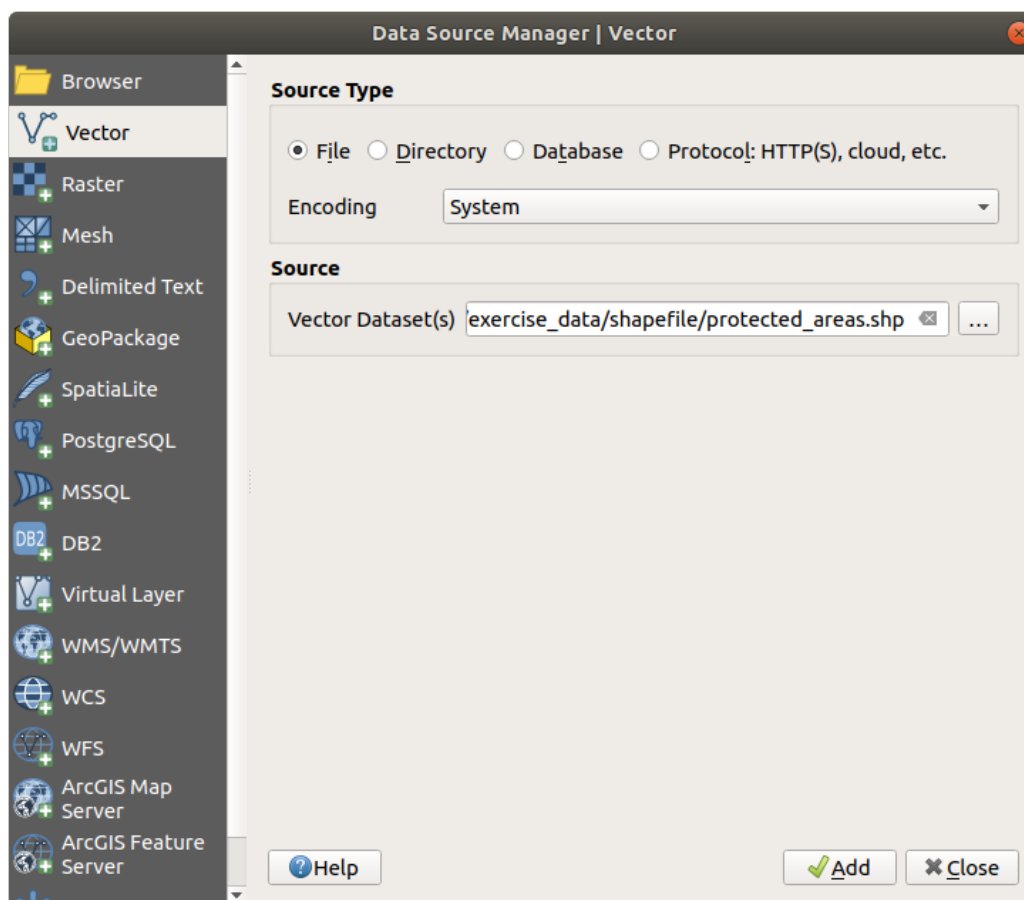 Data Source Manager | Vector
Browser
Vector
Raster
Mesh
Delimited Text
GeoPackage
SpatiaLite
PostgreSQL
MSSQL
DB2
DB2
Virtual Layer
WMS/WMTS
WCS
WFS
ArcGIS Map
Server
ArcGIS Feature
Server
Source Type
File Directory Database Protocol: HTTP(S), cloud, etc.
Encoding System
Source
Vector Dataset(s) /exercise_data/shapefile/protected_areas.shp ...
Help Add Close